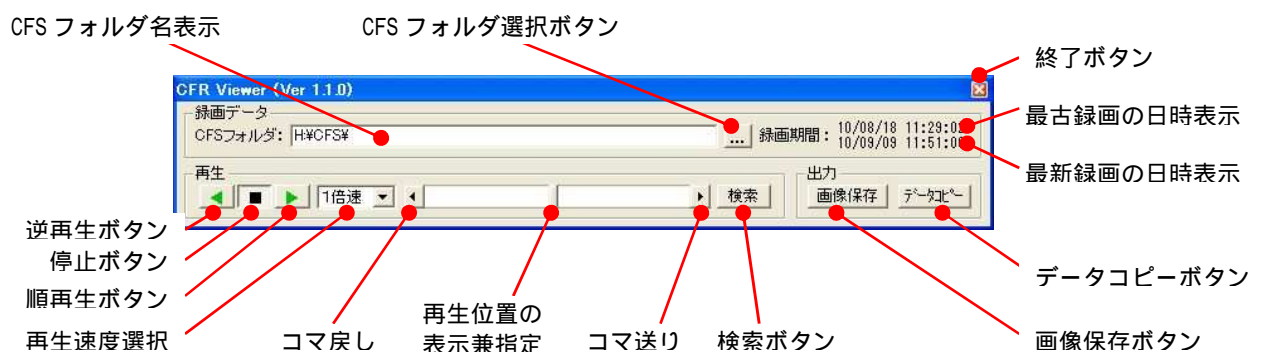 CFS フォルダ名表示
CFS フォルダ選択ボタン
終了ボタン
CFR Viewer (Ver 1.1.0)
録画データ
CFSフォルダ: H:¥CFS¥
...
録画期間:
10/08/18 11:29:0
10/09/09 11:51:0
最古録画の日時表示
最新録画の日時表示
再生
1倍速
検索
出力
画像保存
データコピー
逆再生ボタン
停止ボタン
順再生ボタン
再生速度選択
コマ戻し
再生位置の
表示兼指定
コマ送り
検索ボタン
データコピーボタン
画像保存ボタン